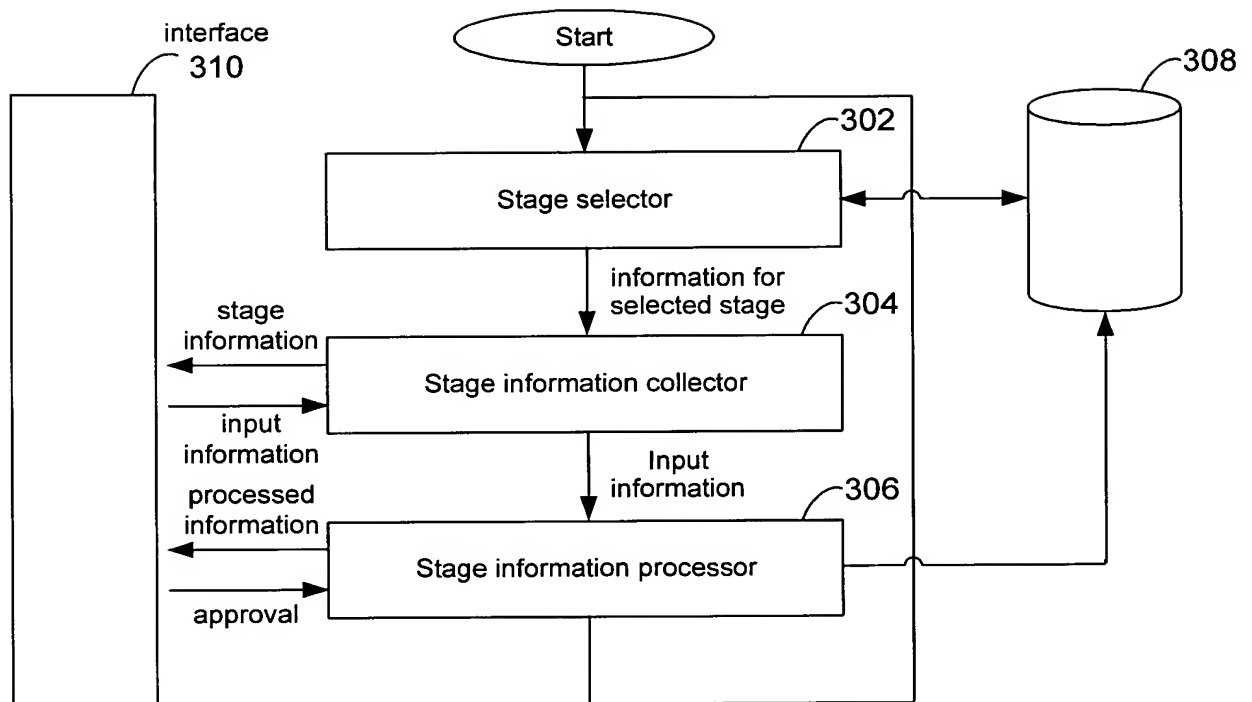 interface
310
Start
308
302
Stage selector
information for
selected stage
304
stage
information
Stage information collector
input
information
Input
information
processed
information
306
Stage information processor
approval